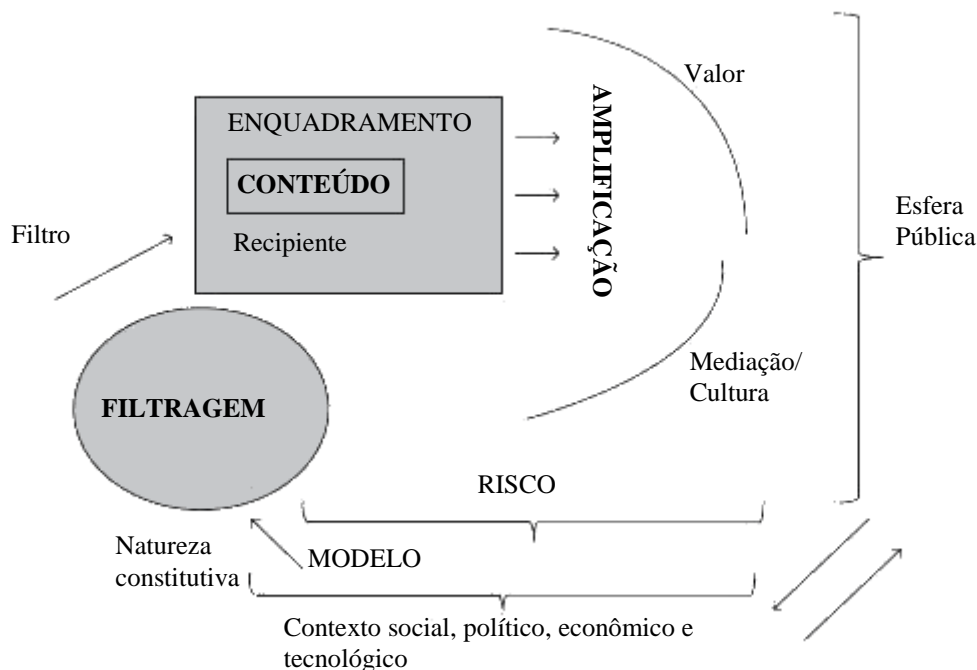 Valor
ENQUADRAMENTO
CONTEÚDO
Recipiente
AMPLIFICAÇÃO
Esfera
Pública
Filtro
Mediação/
Cultura
FILTRAGEM
RISCO
Natureza
constitutiva
MODELO
Contexto social, político, econômico e
tecnológico